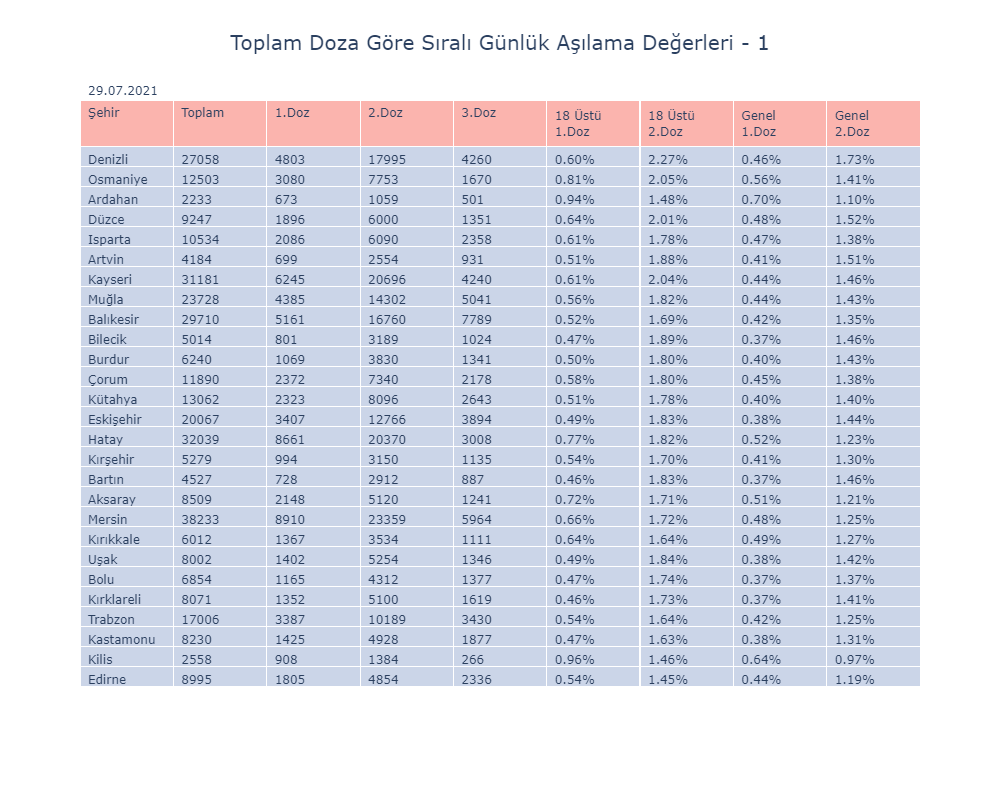 Toplam Doza Göre Sıralı Günlük Aşılama Değerleri - 1
29.07.2021
Şehir Toplam 1.Doz 2.Doz 3.Doz 18 Üstü 1.Doz 18 Üstü 2.Doz Genel 1.Doz Genel 2.Doz
Denizli 27058 4803 17995 4260 0.60% 2.27% 0.46% 1.73%
Osmaniye 12503 3080 7753 1670 0.81% 2.05% 0.56% 1.41%
Ardahan 2233 673 1059 501 0.94% 1.48% 0.70% 1.10%
Düzce 9247 1896 6000 1351 0.64% 2.01% 0.48% 1.52%
Isparta 10534 2086 6090 2358 0.61% 1.78% 0.47% 1.38%
Artvin 4184 699 2554 931 0.51% 1.88% 0.41% 1.51%
Kayseri 31181 6245 20696 4240 0.61% 2.04% 0.44% 1.46%
Muğla 23728 4385 14302 5041 0.56% 1.82% 0.44% 1.43%
Balıkesir 29710 5161 16760 7789 0.52% 1.69% 0.42% 1.35%
Bilecik 5014 801 3189 1024 0.47% 1.89% 0.37% 1.46%
Burdur 6240 1069 3830 1341 0.50% 1.80% 0.40% 1.43%
Çorum 11890 2372 7340 2178 0.58% 1.80% 0.45% 1.38%
Kütahya 13062 2323 8096 2643 0.51% 1.78% 0.40% 1.40%
Eskişehir 20067 3407 12766 3894 0.49% 1.83% 0.38% 1.44%
Hatay 32039 8661 20370 3008 0.77% 1.82% 0.52% 1.23%
Kırşehir 5279 994 3150 1135 0.54% 1.70% 0.41% 1.30%
Bartın 4527 728 2912 887 0.46% 1.83% 0.37% 1.46%
Aksaray 8509 2148 5120 1241 0.72% 1.71% 0.51% 1.21%
Mersin 38233 8910 23359 5964 0.66% 1.72% 0.48% 1.25%
Kırıkkale 6012 1367 3534 1111 0.64% 1.64% 0.49% 1.27%
Uşak 8002 1402 5254 1346 0.49% 1.84% 0.38% 1.42%
Bolu 6854 1165 4312 1377 0.47% 1.74% 0.37% 1.37%
Kırklareli 8071 1352 5100 1619 0.46% 1.73% 0.37% 1.41%
Trabzon 17006 3387 10189 3430 0.54% 1.64% 0.42% 1.25%
Kastamonu 8230 1425 4928 1877 0.47% 1.63% 0.38% 1.31%
Kilis 2558 908 1384 266 0.96% 1.46% 0.64% 0.97%
Edirne 8995 1805 4854 2336 0.54% 1.45% 0.44% 1.19%